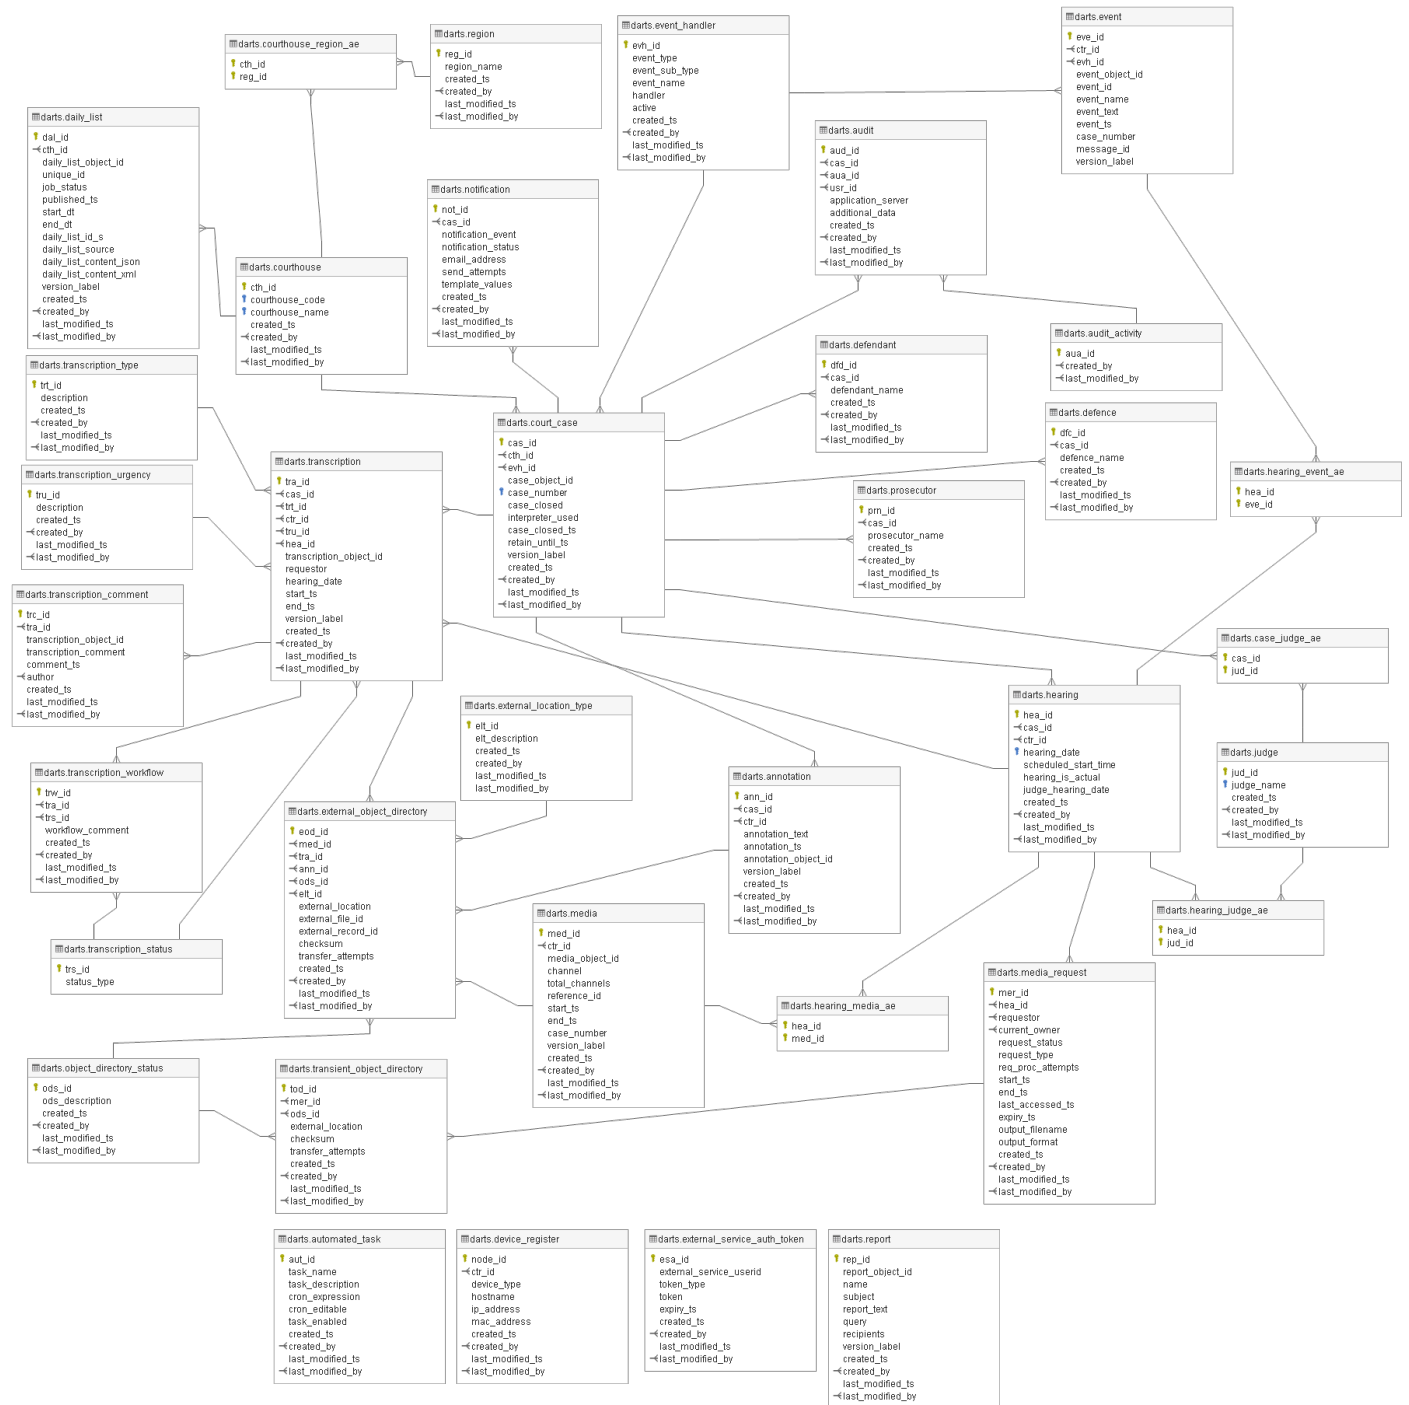 darts.courthouse_region_ae
cth_id
reg_id
darts.region
reg_id
region_name
created_ts
created_by
last_modified_ts
last_modified_by
darts.event_handler
evh_id
event_type
event_sub_type
event_name
handler
active
created_ts
created_by
last_modified_ts
last_modified_by
darts.event
eve_id
ctr_id
evh_id
event_object_id
event_id
event_name
event_text
event_ts
case_number
message_id
version_label
darts.daily_list
dal_id
cth_id
daily_list_object_id
unique_id
job_status
published_ts
start_dt
end_dt
daily_list_id_s
daily_list_source
daily_list_content_json
daily_list_content_xml
version_label
created_ts
created_by
last_modified_ts
last_modified_by
darts.audit
aud_id
cas_id
aua_id
usr_id
application_server
additional_data
created_ts
created_by
last_modified_ts
last_modified_by
darts.notification
not_id
cas_id
notification_event
notification_status
email_address
send_attempts
template_values
created_ts
created_by
last_modified_ts
last_modified_by
darts.courthouse
cth_id
courthouse_code
courthouse_name
created_ts
created_by
last_modified_ts
last_modified_by
darts.audit_activity
aua_id
created_by
last_modified_by
darts.defendant
dfd_id
cas_id
defendant_name
created_ts
created_by
last_modified_ts
last_modified_by
darts.transcription_type
trt_id
description
created_ts
created_by
last_modified_ts
last_modified_by
darts.defence
dfc_id
cas_id
defence_name
created_ts
created_by
last_modified_ts
last_modified_by
darts.court_case
cas_id
cth_id
evh_id
case_object_id
case_number
case_closed
interpreter_used
case_closed_ts
retain_until_ts
version_label
created_ts
created_by
last_modified_ts
last_modified_by
darts.transcription
tra_id
cas_id
trt_id
ctr_id
tru_id
hea_id
transcription_object_id
requestor
hearing_date
start_ts
end_ts
version_label
created_ts
created_by
last_modified_ts
last_modified_by
darts.transcription_urgency
tru_id
description
created_ts
created_by
last_modified_ts
last_modified_by
darts.hearing_event_ae
hea_id
eve_id
darts.prosecutor
prn_id
cas_id
prosecutor_name
created_ts
created_by
last_modified_ts
last_modified_by
darts.transcription_comment
trc_id
tra_id
transcription_object_id
transcription_comment
comment_ts
author
created_ts
last_modified_ts
last_modified_by
darts.case_judge_ae
cas_id
jud_id
darts.hearing
hea_id
cas_id
ctr_id
hearing_date
scheduled_start_time
hearing_is_actual
judge_hearing_date
created_ts
created_by
last_modified_ts
last_modified_by
darts.external_location_type
elt_id
elt_description
created_ts
created_by
last_modified_ts
last_modified_by
darts.judge
jud_id
judge_name
created_ts
created_by
last_modified_ts
last_modified_by
darts.transcription_workflow
trw_id
tra_id
trs_id
workflow_comment
created_ts
created_by
last_modified_ts
last_modified_by
darts.annotation
ann_id
cas_id
ctr_id
annotation_text
annotation_ts
annotation_object_id
version_label
created_ts
created_by
last_modified_ts
last_modified_by
darts.external_object_directory
eod_id
med_id
tra_id
ann_id
ods_id
elt_id
external_location
external_file_id
external_record_id
checksum
transfer_attempts
created_ts
created_by
last_modified_ts
last_modified_by
darts.media
med_id
ctr_id
media_object_id
channel
total_channels
reference_id
start_ts
end_ts
case_number
version_label
created_ts
created_by
last_modified_ts
last_modified_by
darts.hearing_judge_ae
hea_id
jud_id
darts.transcription_status
trs_id
status_type
darts.media_request
mer_id
hea_id
requestor
current_owner
request_status
request_type
req_proc_attempts
start_ts
end_ts
last_accessed_ts
expiry_ts
output_filename
output_format
created_ts
created_by
last_modified_ts
last_modified_by
darts.hearing_media_ae
hea_id
med_id
darts.object_directory_status
ods_id
ods_description
created_ts
created_by
last_modified_ts
last_modified_by
darts.transient_object_directory
tod_id
mer_id
ods_id
external_location
checksum
transfer_attempts
created_ts
created_by
last_modified_ts
last_modified_by
darts.automated_task
aut_id
task_name
task_description
cron_expression
cron_editable
task_enabled
created_ts
created_by
last_modified_ts
last_modified_by
darts.device_register
node_id
ctr_id
device_type
hostname
ip_address
mac_address
created_ts
created_by
last_modified_ts
last_modified_by
darts.external_service_auth_token
esa_id
external_service_userid
token_type
token
expiry_ts
created_ts
created_by
last_modified_ts
last_modified_by
darts.report
rep_id
report_object_id
name
subject
report_text
query
recipients
version_label
created_ts
created_by
last_modified_ts
last_modified_by